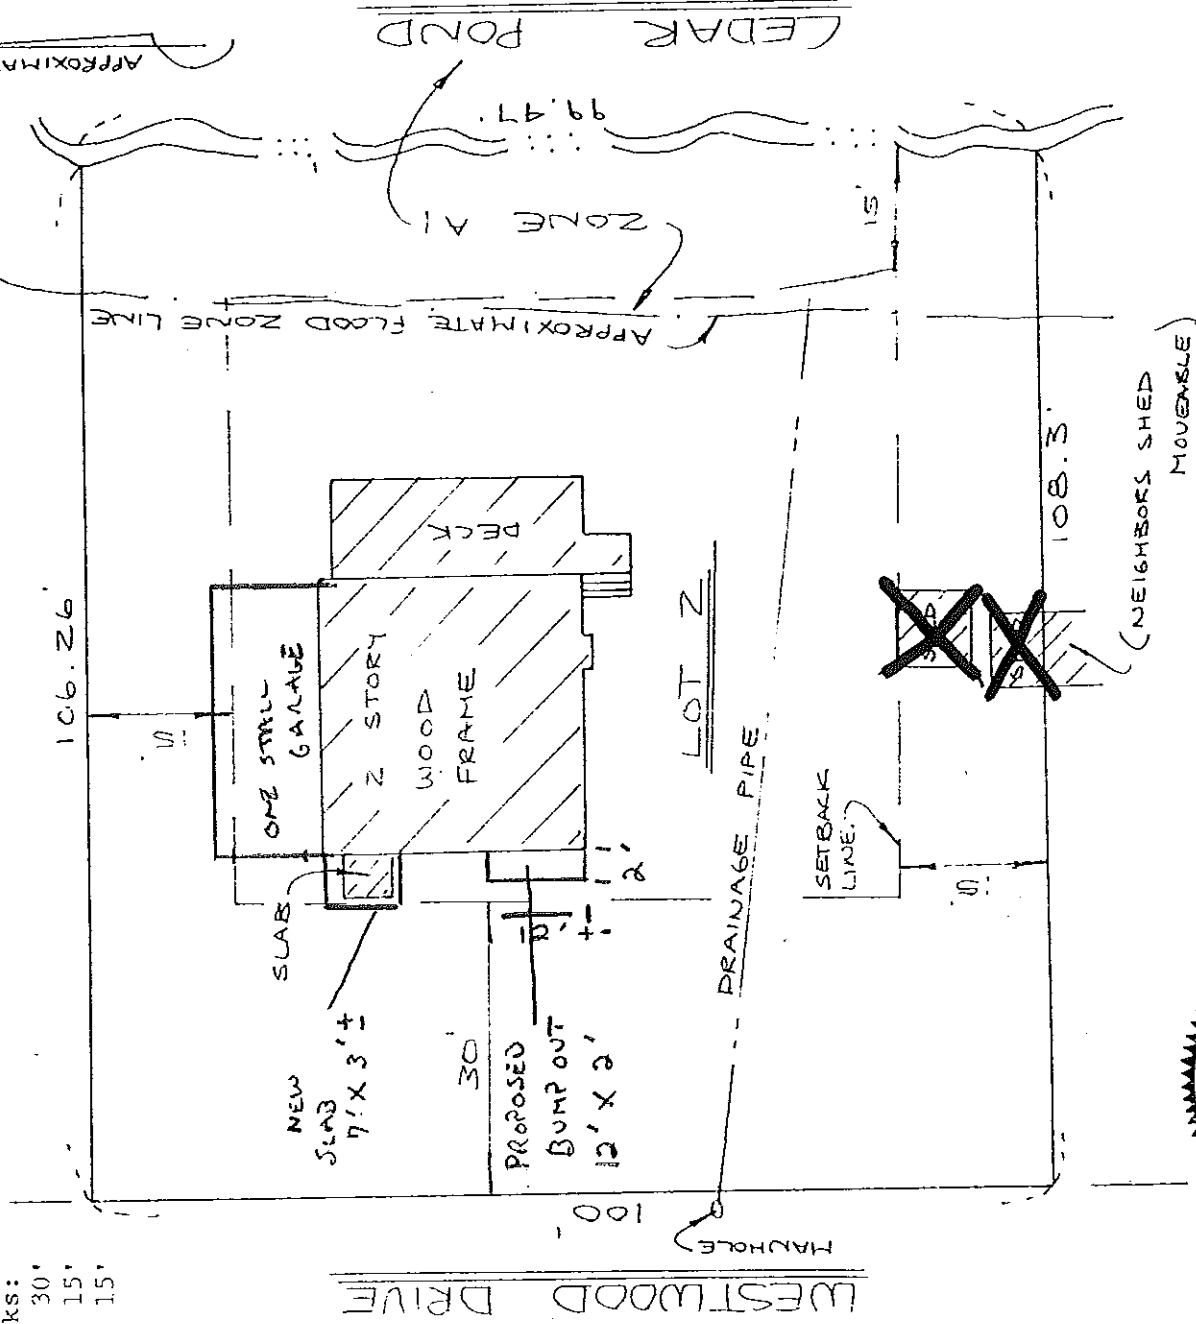 CEDAR POND
APPROXIMA
99.47'
ZONE A1
15'
APPROXIMATE FLOOD ZONE LINE
106.26'
15'
DECK
ONE STALL
GARAGE
2 STORY
WOOD
FRAME
LOT 2
108.3'
(NEIGHBORS SHED
MOVEABLE)
SLAB
2'
DRAINAGE PIPE
SETBACK
LINE
15'
NEW
SLAB
7' X 3' ±
30'
PROPOSED
BUMP OUT
12' X 2'
100'
MANHOLE
WESTWOOD DRIVE
ks:
30'
15'
15'